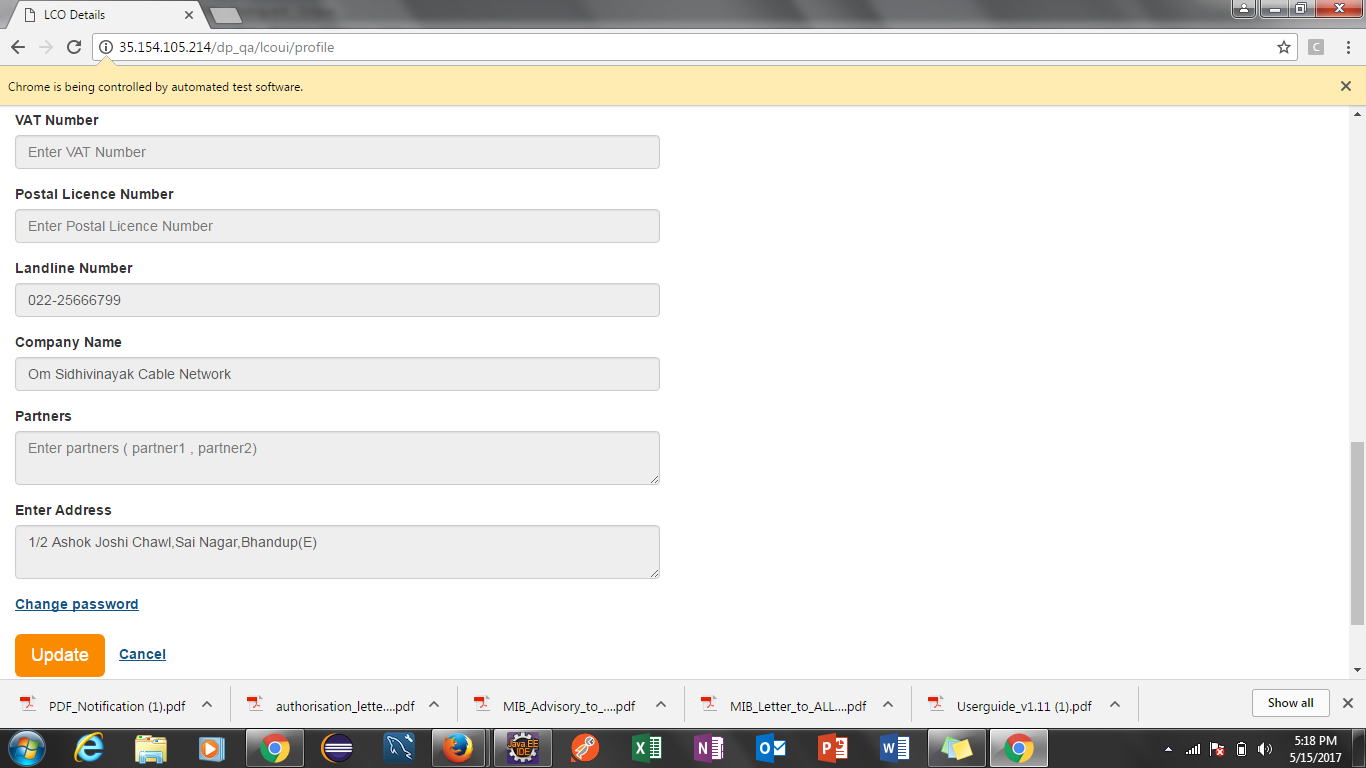 LCO Details
35.154.105.214/dp_qa/lcoui/profile
C
Chrome is being controlled by automated test software.
VAT Number
Enter VAT Number
Postal Licence Number
Enter Postal Licence Number
Landline Number
022-25666799
Company Name
Om Sidhivinayak Cable Network
Partners
Enter partners ( partner1 , partner2)
Enter Address
1/2 Ashok Joshi Chawl,Sai Nagar,Bhandup(E)
Change password
Update Cancel
PDF_Notification (1).pdf authorisation_lette....pdf MIB_Advisory_to_....pdf MIB_Letter_to_ALL....pdf Userguide_v1.11 (1).pdf Show all
Java EE
IDE
5:18 PM
5/15/2017